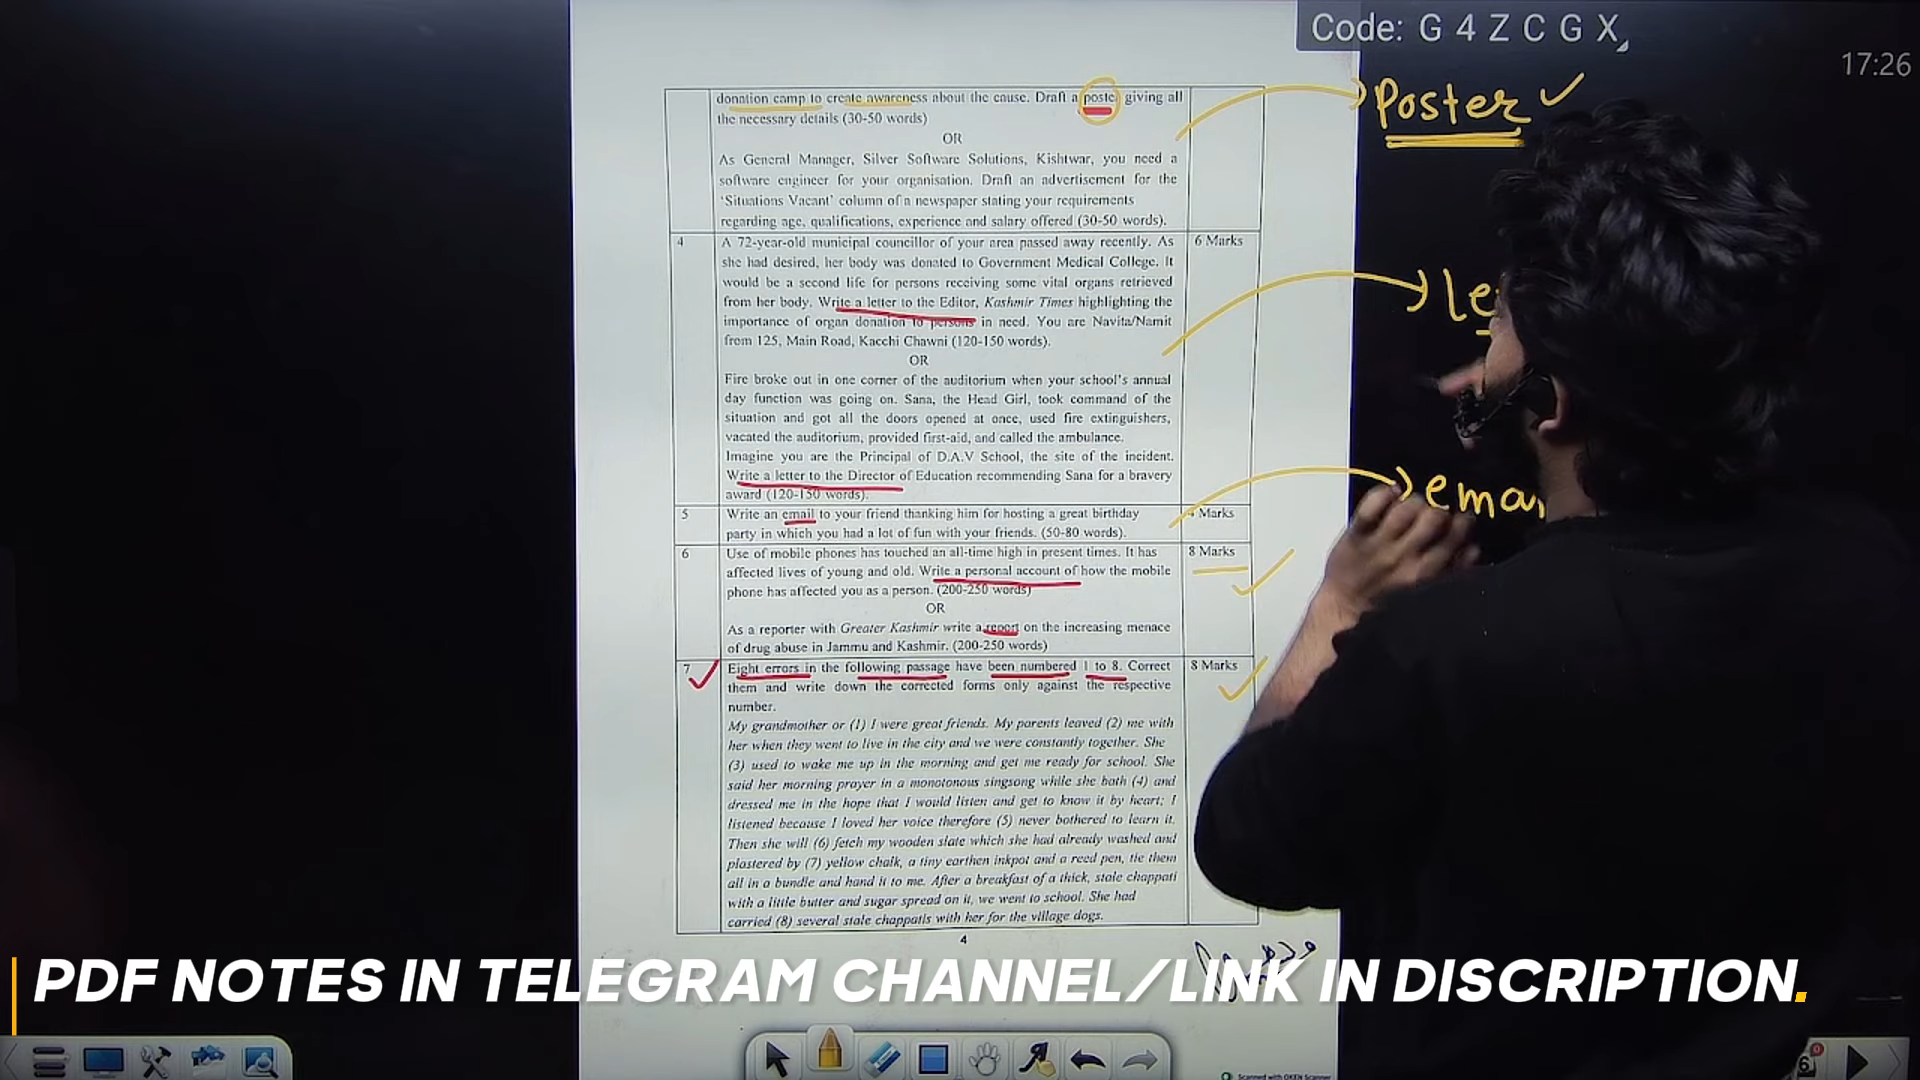 Code: G 4 Z C G X
17:26
donation camp to create awareness about the cause. Draft a poster giving all
the necessary details (30-50 words)
OR
As General Manager, Silver Software Solutions, Kishtwar, you need a
software engineer for your organisation. Draft an advertisement for the
‘Situations Vacant’ column of a newspaper stating your requirements
regarding age, qualifications, experience and salary offered (30-50 words).
Poster
4
A 72-year-old municipal councillor of your area passed away recently. As
6 Marks
she had desired, her body was donated to Government Medical College. It
would be a second life for persons receiving some vital organs retrieved
from her body. Write a letter to the Editor, Kashmir Times highlighting the
importance of organ donation to persons in need. You are Navita/Namit
from 125, Main Road, Kacchi Chawni (120-150 words).
OR
Le
Fire broke out in one corner of the auditorium when your school’s annual
day function was going on. Sana, the Head Girl, took command of the
situation and got all the doors opened at once, used fire extinguishers,
vacated the auditorium, provided first-aid, and called the ambulance.
Imagine you are the Principal of D.A.V School, the site of the incident.
Write a letter to the Director of Education recommending Sana for a bravery
award (120-150 words).
emai
5
Write an email to your friend thanking him for hosting a great birthday
Marks
party in which you had a lot of fun with your friends. (50-80 words).
6
Use of mobile phones has touched an all-time high in present times. It has
8 Marks
affected lives of young and old. Write a personal account of how the mobile
phone has affected you as a person. (200-250 words)
OR
As a reporter with Greater Kashmir write a report on the increasing menace
of drug abuse in Jammu and Kashmir. (200-250 words)
7
Eight errors in the following passage have been numbered 1 to 8. Correct
8 Marks
them and write down the corrected forms only against the respective
number.
My grandmother or (1) I were great friends. My parents leaved (2) me with
her when they went to live in the city and we were constantly together. She
(3) used to wake me up in the morning and get me ready for school. She
said her morning prayer in a monotonous singsong while she bath (4) and
dressed me in the hope that I would listen and get to know it by heart; I
listened because I loved her voice therefore (5) never bothered to learn it.
Then she will (6) fetch my wooden slate which she had already washed and
plastered by (7) yellow chalk, a tiny earthen inkpot and a reed pen, tie them
all in a bundle and hand it to me. After a breakfast of a thick, stale chappati
with a little butter and sugar spread on it, we went to school. She had
carried (8) several stale chappatis with her for the village dogs.
4
PDF NOTES IN TELEGRAM CHANNEL/LINK IN DISCRIPTION.
Scanned with OKEN Scanner